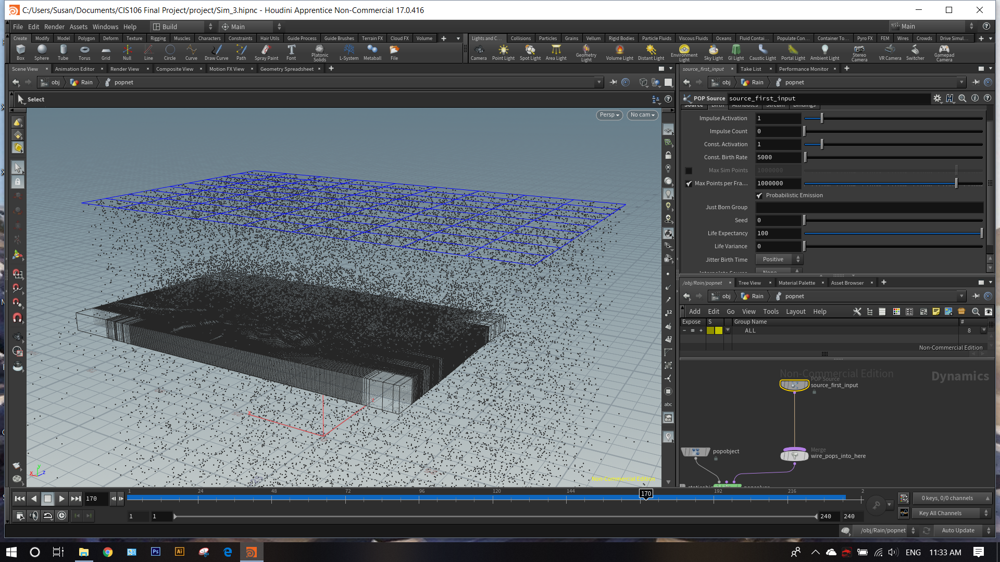 C:/Users/Susan/Documents/CIS106 Final Project/project/Sim_3.hipnc - Houdini Apprentice Non-Commercial 17.0.416
File Edit Render Assets Windows Help Build Main Main
Create Modify Model Polygon Deform Texture Rigging Muscles Characters Constraints Hair Utils Guide Process Guide Brushes Terrain FX Cloud FX Volume
Lights and C... Collisions Particles Grains Vellum Rigid Bodies Particle Fluids Viscous Fluids Oceans Fluid Contai... Populate Con... Container To... Pyro FX FEM Wires Crowds Drive Simul...
Box Sphere Tube Torus Grid Null Line Circle Curve Draw Curve Path Spray Paint Font Platonic Solids L-System Metaball File
Camera Point Light Spot Light Area Light Geometry Light Volume Light Distant Light Environment Light Sky Light GI Light Caustic Light Portal Light Ambient Light Stereo Camera VR Camera Switcher Gamepad Camera
Scene View Animation Editor Render View Composite View Motion FX View Geometry Spreadsheet
obj Rain popnet
Select
Persp No cam
Non-Commercial Edition
source_first_input Take List Performance Monitor
obj Rain popnet
POP Source source_first_input
Source Birth Attributes Stream Bindings
Impulse Activation 1
Impulse Count 0
Const. Activation 1
Const. Birth Rate 5000
Max Sim Points 1000000
Max Points per Fra... 1000000
Probabilistic Emission
Just Born Group
Seed 0
Life Expectancy 100
Life Variance 0
Jitter Birth Time Positive
Interpolate Source None
/obj/Rain/popnet Tree View Material Palette Asset Browser
obj Rain popnet
Add Edit Go View Tools Layout Help
Expose S Group Name #
ALL 8
Non-Commercial Edition
Non-Commercial Edition Dynamics
POP Source
source_first_input
popobject
Merge
wire_pops_into_here
abc
170
1 24 48 72 96 120 144 170 192 216 2
1 1 240 240
0 keys, 0/0 channels
Key All Channels
/obj/Rain/popnet Auto Update
ENG 11:33 AM